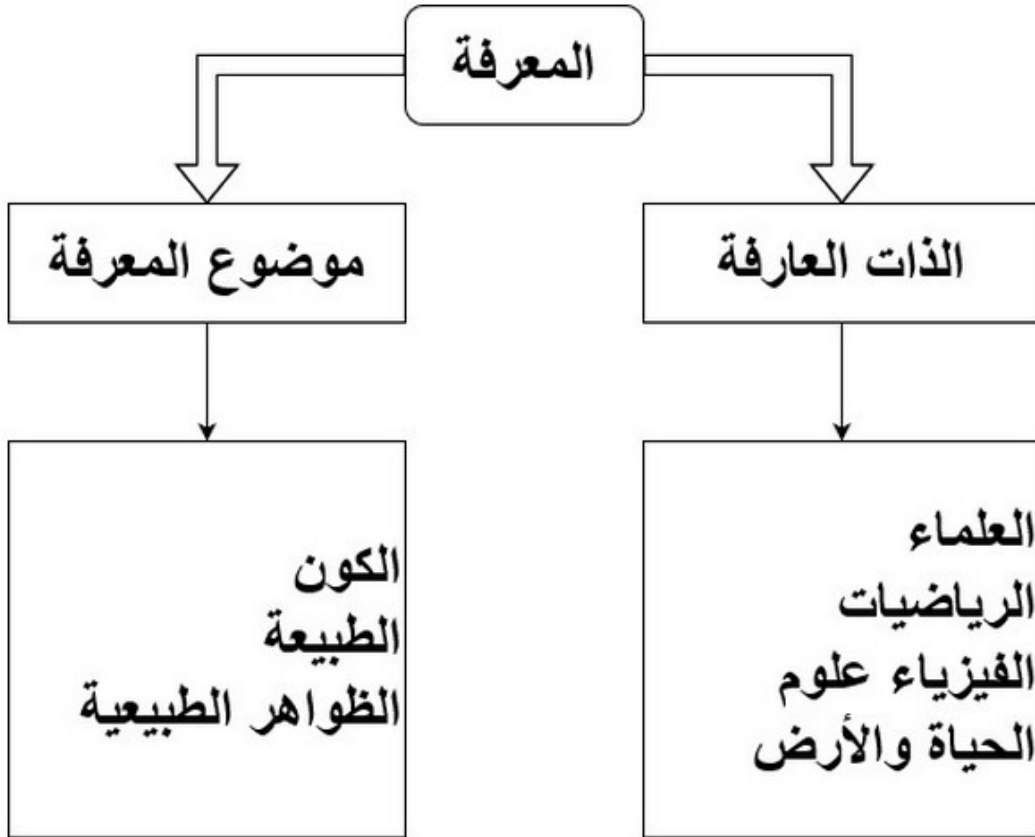 المعرفة
الذات العارفة
موضوع المعرفة
العلماء
الرياضيات
الفيزياء علوم
الحياة والأرض
الكون
الطبيعة
الظواهر الطبيعية